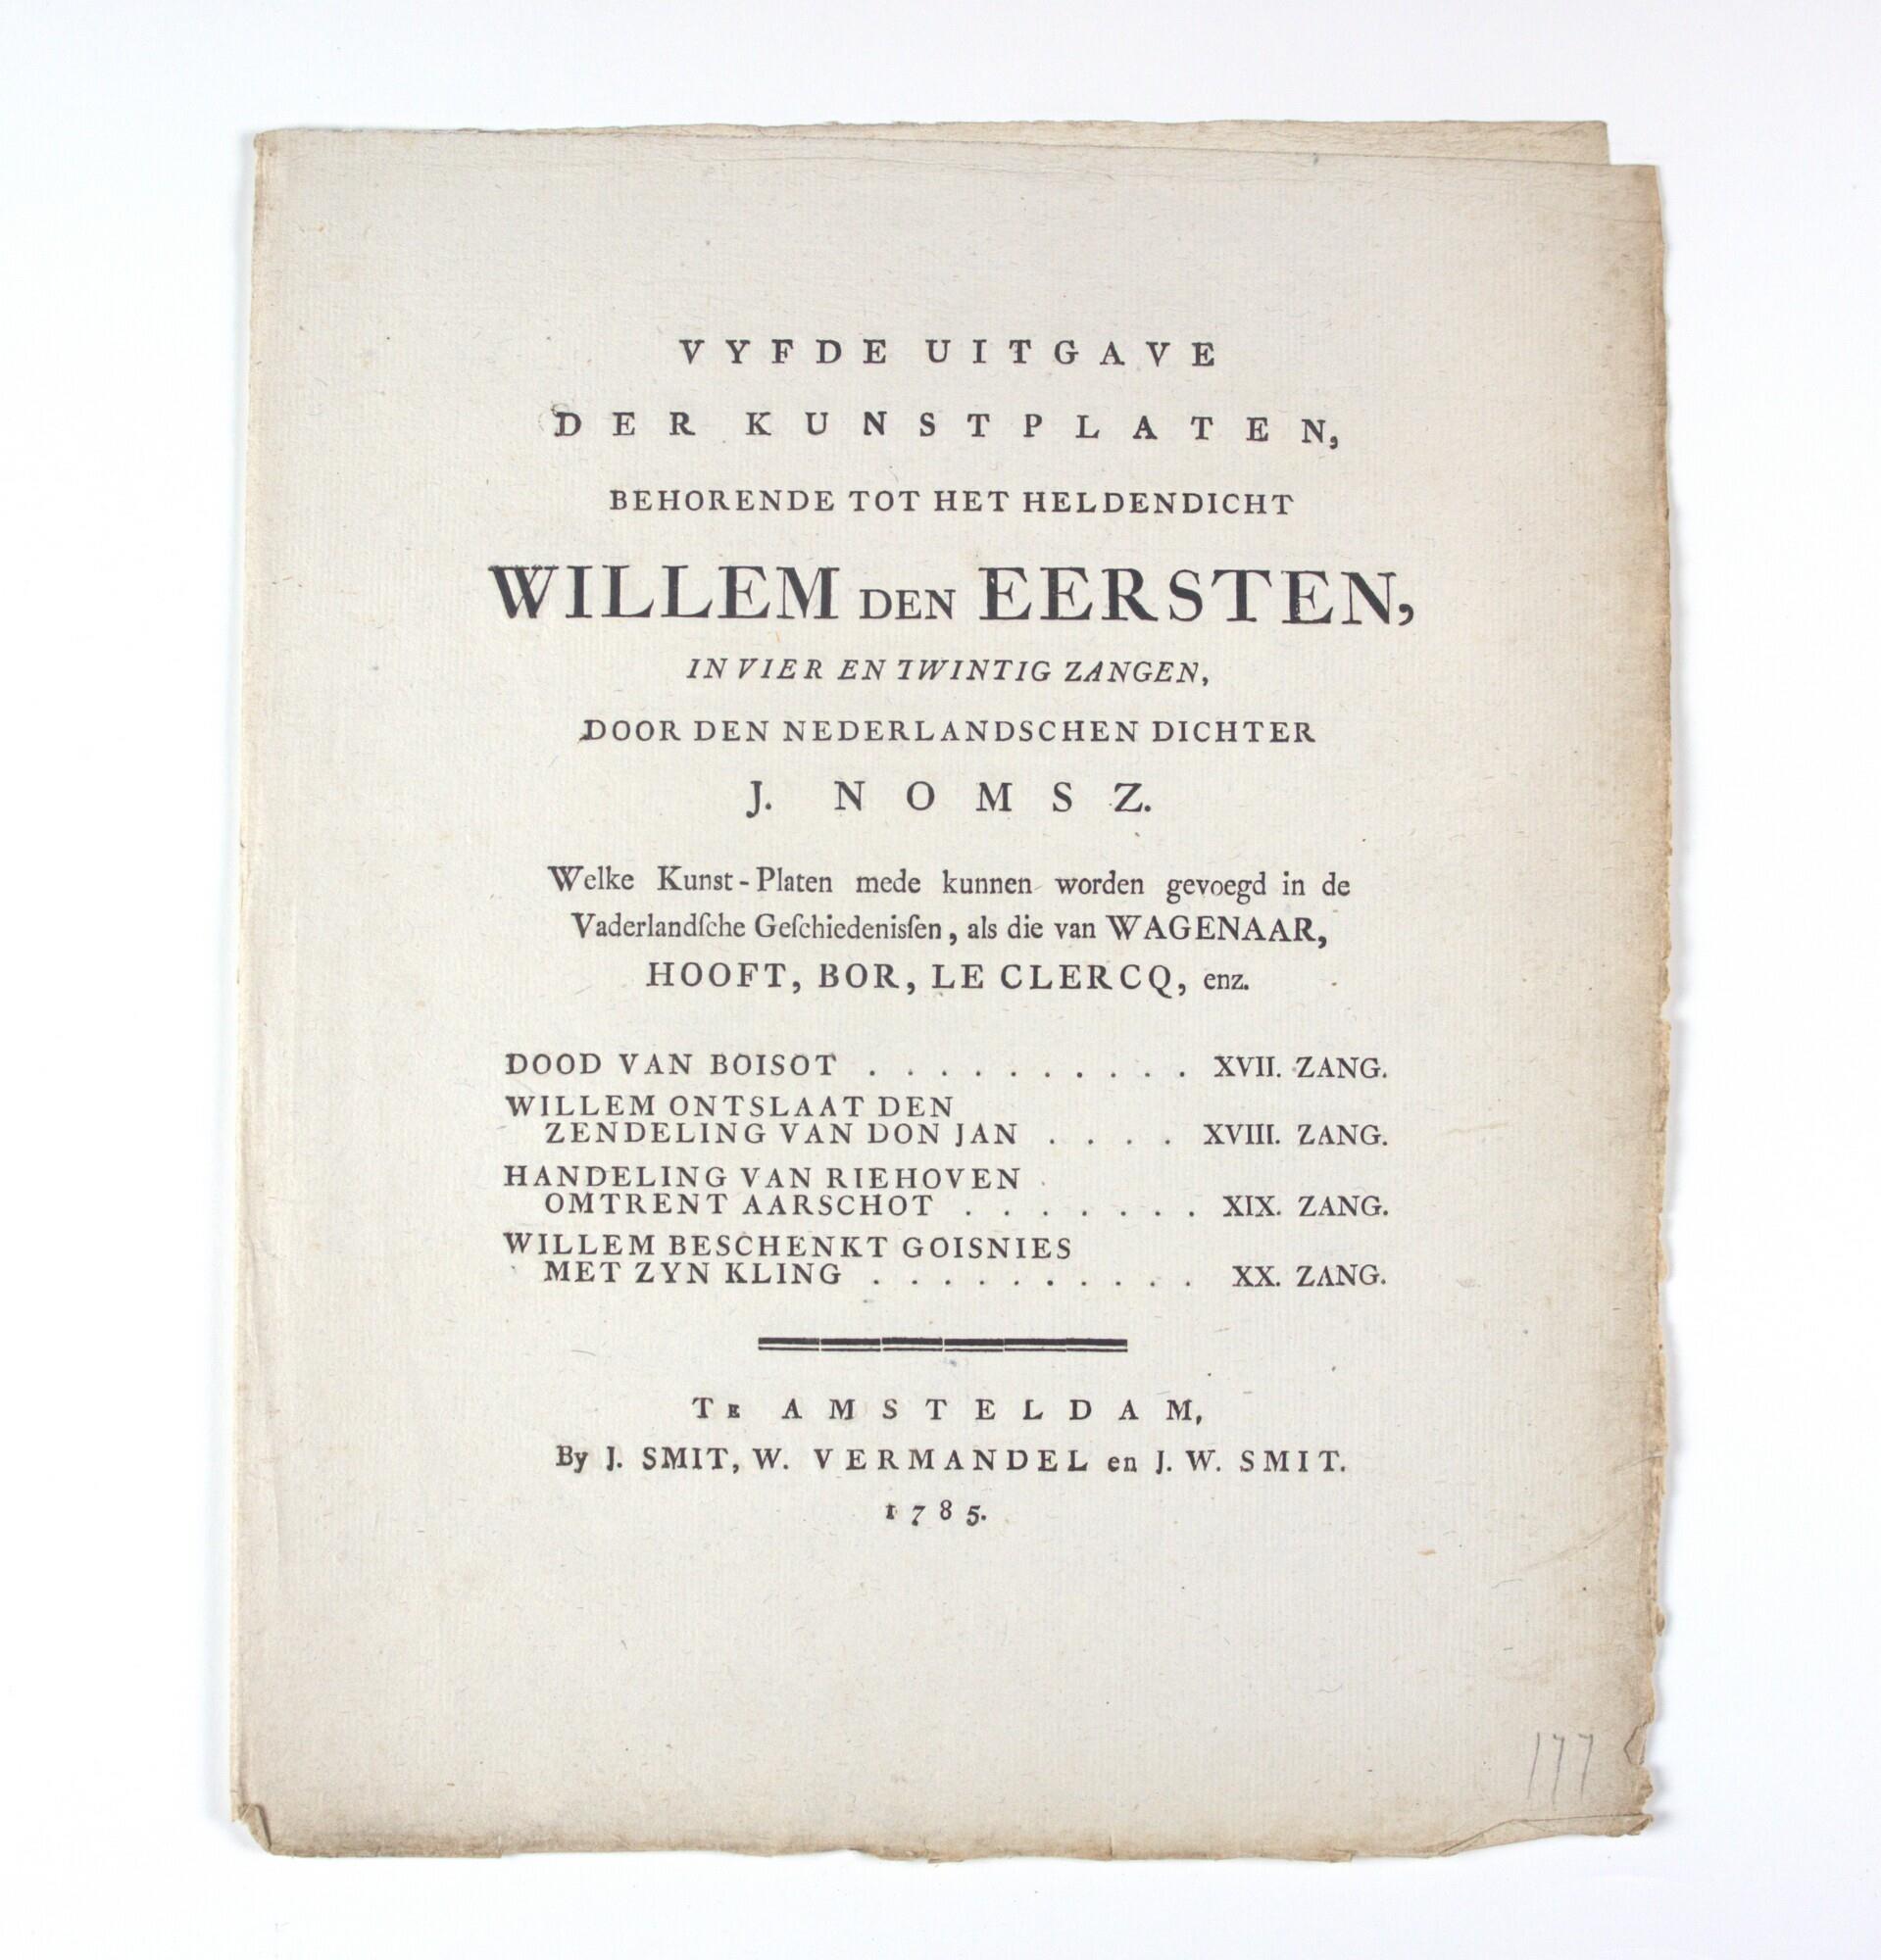 VYFDE UITGAVE
DER KUNSTPLATEN,
BEHORENDE TOT HET HELDENDICHT
WILLEM DEN EERSTEN,
IN VIER EN TWINTIG ZANGEN,
DOOR DEN NEDERLANDSCHEN DICHTER
J. NOMSZ.
Welke Kunst-Platen mede kunnen worden gevoegd in de
Vaderlandſche Geſchiedenisſen, als die van WAGENAAR,
HOOFT, BOR, LE CLERCQ, enz.
DOOD VAN BOISOT . . . . . . . . . . XVII. ZANG.
WILLEM ONTSLAAT DEN
ZENDELING VAN DON JAN . . . . XVIII. ZANG.
HANDELING VAN RIEHOVEN
OMTRENT AARSCHOT . . . . . . . XIX. ZANG.
WILLEM BESCHENKT GOISNIES
MET ZYN KLING . . . . . . . . . . XX. ZANG.
TE AMSTELDAM,
By J. SMIT, W. VERMANDEL en J. W. SMIT.
1785.
177